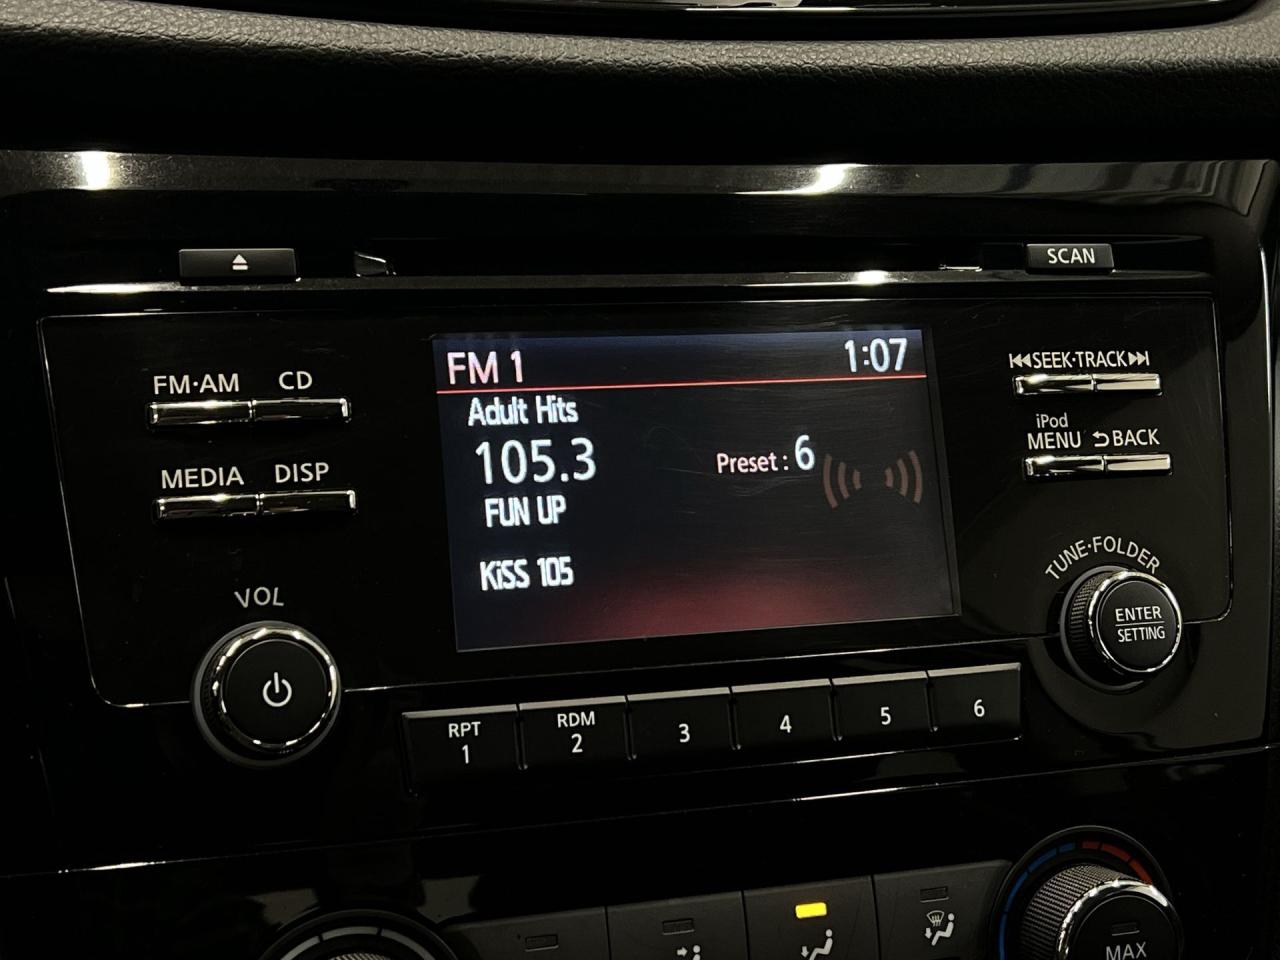 SCAN
FM·AM CD
FM 1 1:07
SEEK·TRACK
Adult Hits
iPod
MENU BACK
105.3 Preset : 6
MEDIA DISP
FUN UP
KiSS 105
TUNE·FOLDER
VOL
ENTER
SETTING
RPT RDM
1 2 3 4 5 6
MAX